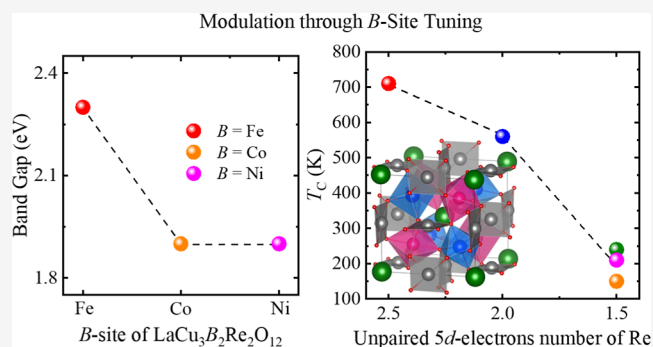 Modulation through B-Site Tuning
Band Gap (eV)
2.4
2.1
1.8
B = Fe
B = Co
B = Ni
Fe Co Ni
B-site of LaCu₃B₂Re₂O₁₂
T_C (K)
800
700
600
500
400
300
200
100
2.5 2.0 1.5
Unpaired 5d-electrons number of Re